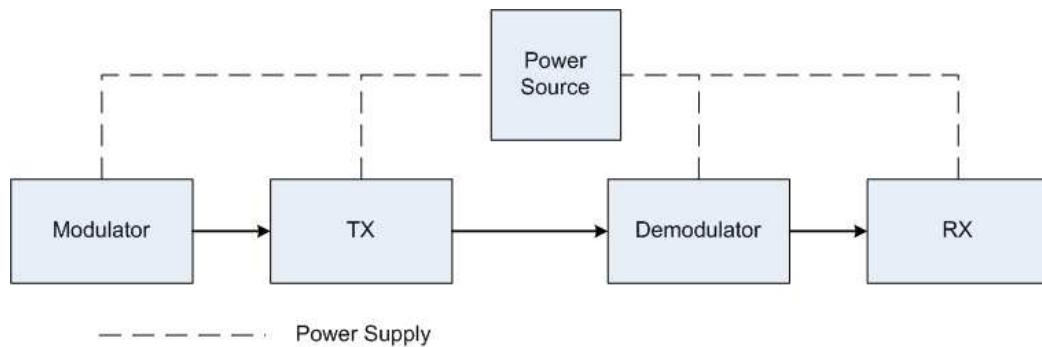 Power
Source
Modulator
TX
Demodulator
RX
Power Supply